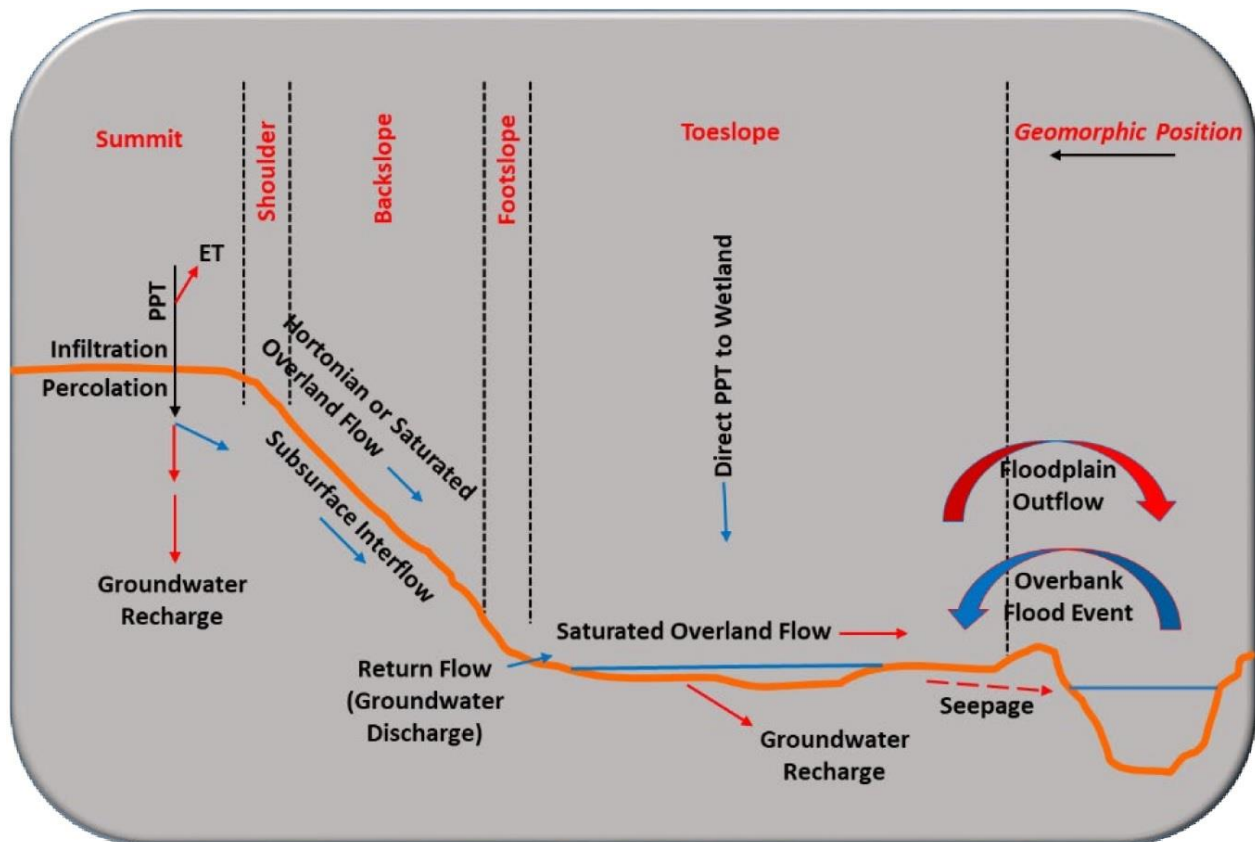 Summit
Shoulder
Backslope
Footslope
Toeslope
Geomorphic Position
ET
PPT
Infiltration
Percolation
Groundwater
Recharge
Hortonian or Saturated
Overland Flow
Subsurface Interflow
Return Flow
(Groundwater
Discharge)
Direct PPT to Wetland
Saturated Overland Flow
Groundwater
Recharge
Floodplain
Outflow
Overbank
Flood Event
Seepage